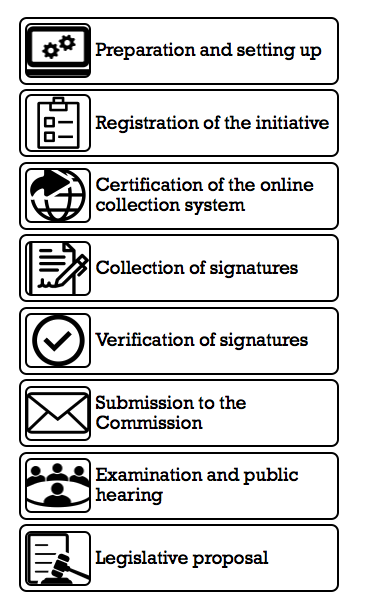 Preparation and setting up
Registration of the initiative
Certification of the online
collection system
Collection of signatures
Verification of signatures
Submission to the
Commission
Examination and public
hearing
Legislative proposal